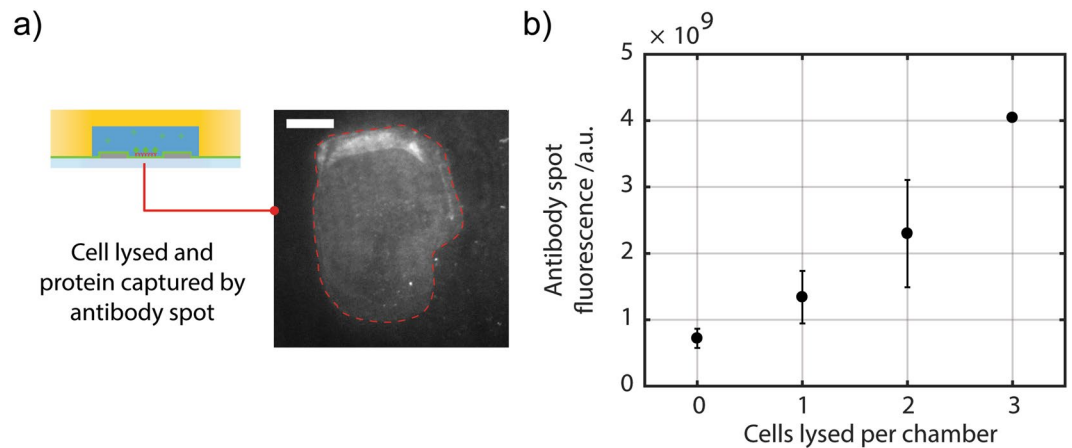 a)
Cell lysed and
protein captured by
antibody spot
b)
× 10⁹
5
4
3
2
1
0
Antibody spot
fluorescence /a.u.
0 1 2 3
Cells lysed per chamber